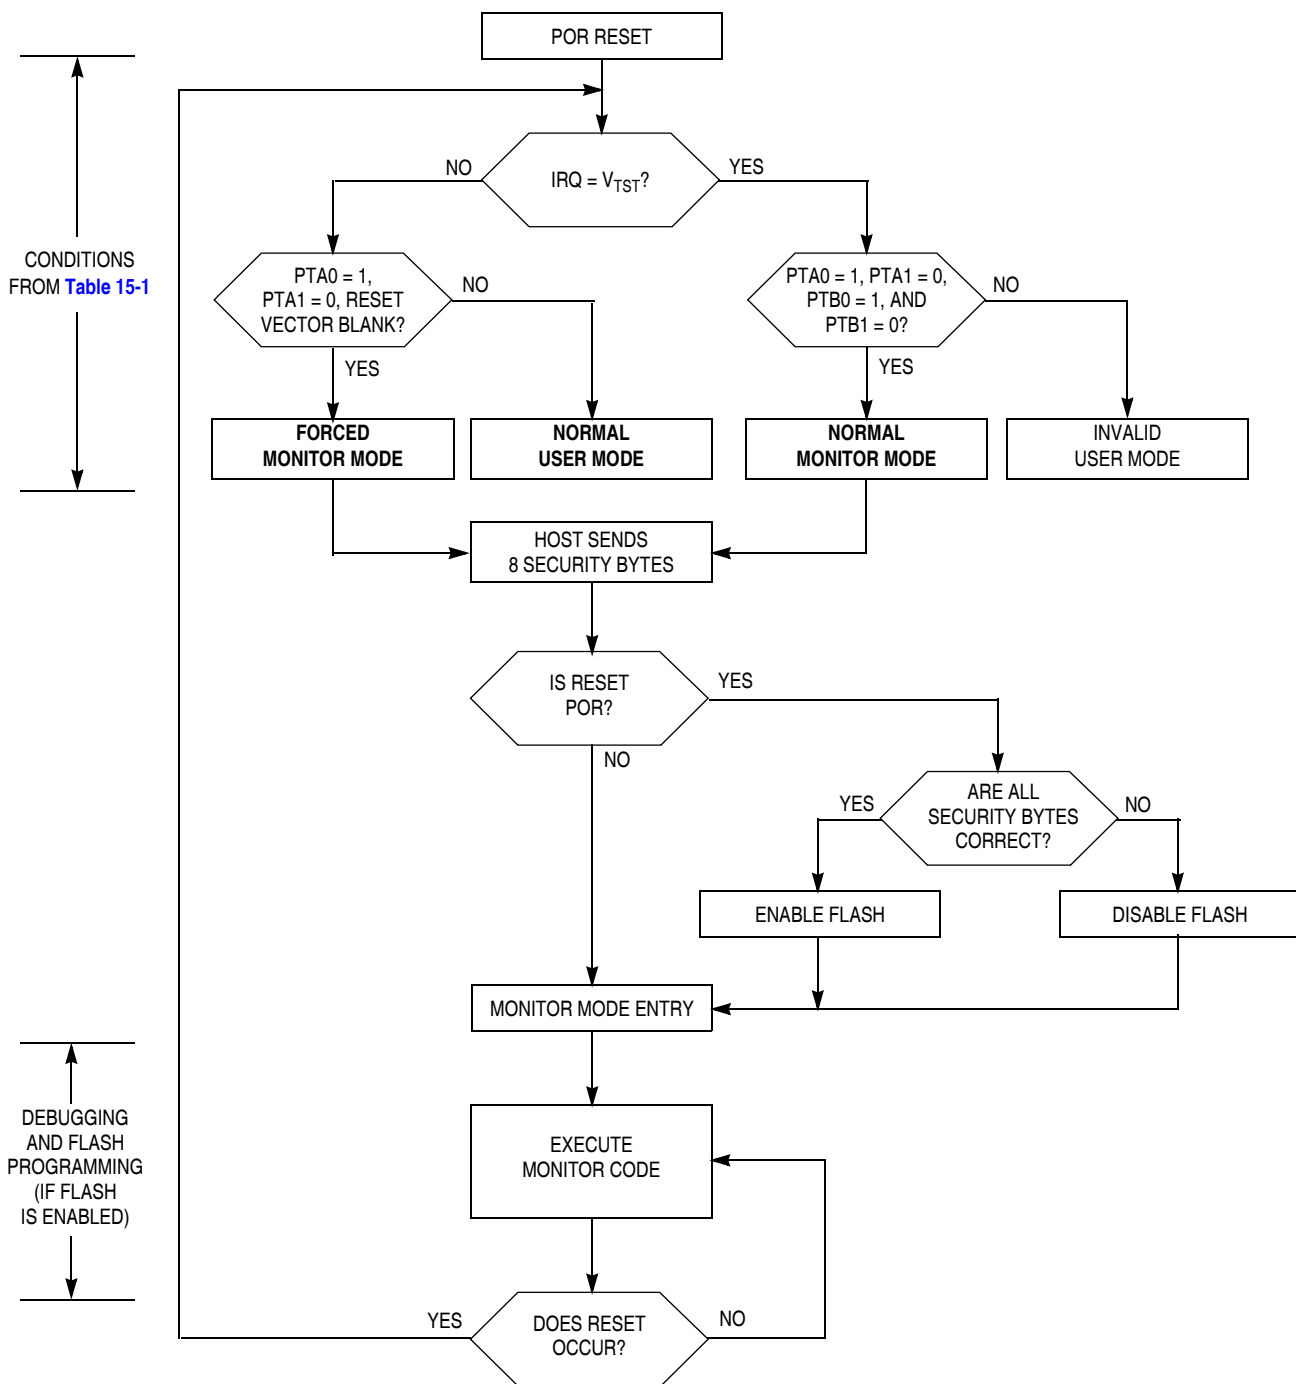 POR RESET
IRQ = VTST?
NO
YES
CONDITIONS
FROM Table 15-1
PTA0 = 1,
PTA1 = 0, RESET
VECTOR BLANK?
NO
YES
PTA0 = 1, PTA1 = 0,
PTB0 = 1, AND
PTB1 = 0?
NO
YES
FORCED
MONITOR MODE
NORMAL
USER MODE
NORMAL
MONITOR MODE
INVALID
USER MODE
HOST SENDS
8 SECURITY BYTES
IS RESET
POR?
YES
NO
ARE ALL
SECURITY BYTES
CORRECT?
YES
NO
ENABLE FLASH
DISABLE FLASH
MONITOR MODE ENTRY
DEBUGGING
AND FLASH
PROGRAMMING
(IF FLASH
IS ENABLED)
EXECUTE
MONITOR CODE
YES
DOES RESET
OCCUR?
NO